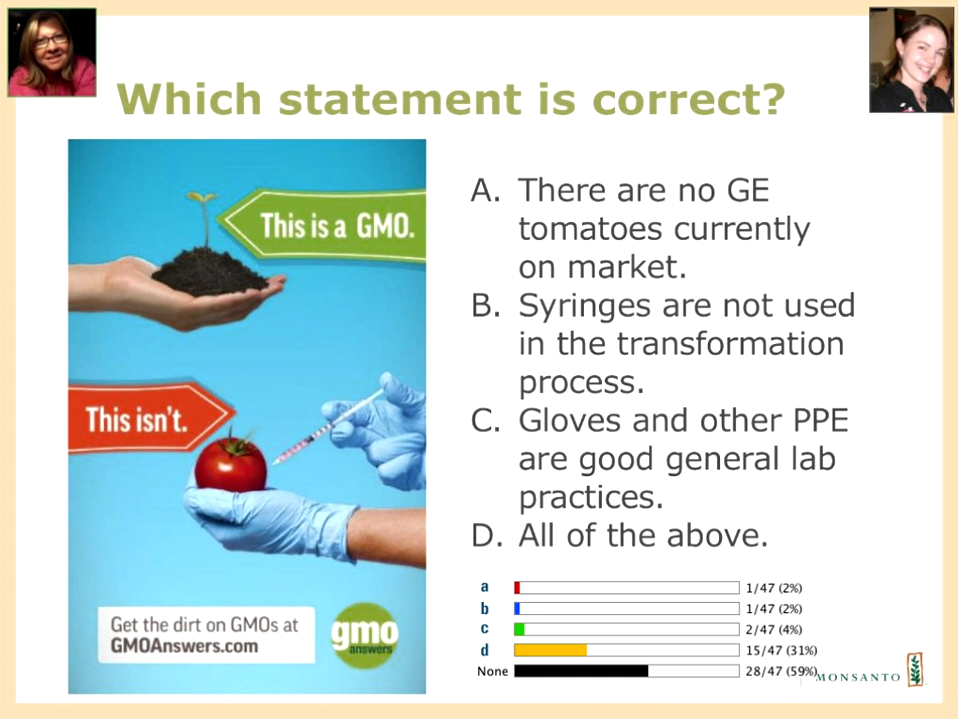 Which statement is correct?
This is a GMO.
This isn't.
Get the dirt on GMOs at
GMOAnswers.com
gmo
answers
A. There are no GE
tomatoes currently
on market.
B. Syringes are not used
in the transformation
process.
C. Gloves and other PPE
are good general lab
practices.
D. All of the above.
a 1/47 (2%)
b 1/47 (2%)
c 2/47 (4%)
d 15/47 (31%)
None 28/47 (59%)
MONSANTO